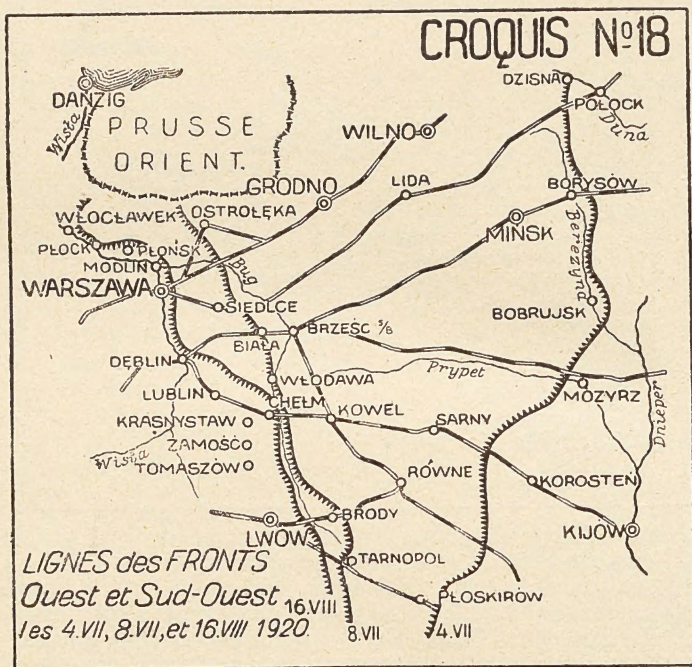 CROQUIS Nº18
DZISNA
DANZIG
POŁOCK
Wisła
PRUSSE
ORIENT.
WILNO
Duna
GRODNO
LIDA
BORYSÓW
WŁOCŁAWEK
OSTROŁĘKA
MIŃSK
Berezyna
PŁOCK
PŁOŃSK
MODLIN
Bug
WARSZAWA
SIEDLCE
BOBRUJSK
BIAŁA
BRZEŚĆ s/B
DĘBLIN
WŁODAWA
Prypet
MOZYRZ
Dnieper
LUBLIN
CHEŁM
KRASNYSTAW
KOWEL
SARNY
ZAMOŚĆ
Wisła
TOMASZÓW
RÓWNE
KOROSTEŃ
BRODY
KIJÓW
LWÓW
TARNOPOL
PŁOSKIRÓW
LIGNES des FRONTS
Ouest et Sud-Ouest
les 4.VII, 8.VII, et 16.VIII 1920.
16.VIII
8.VII
4.VII